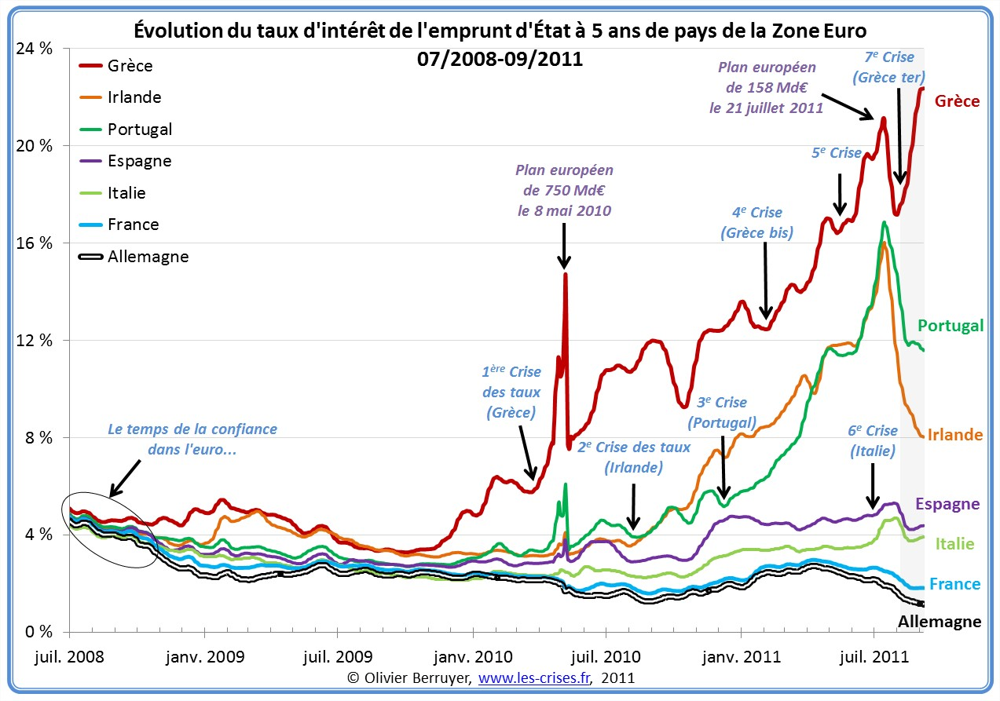 Évolution du taux d'intérêt de l'emprunt d'État à 5 ans de pays de la Zone Euro
07/2008-09/2011
24 %
20 %
16 %
12 %
8 %
4 %
0 %
Grèce
Irlande
Portugal
Espagne
Italie
France
Allemagne
Le temps de la confiance
dans l'euro...
1ère Crise
des taux
(Grèce)
Plan européen
de 750 Md€
le 8 mai 2010
2e Crise des taux
(Irlande)
3e Crise
(Portugal)
4e Crise
(Grèce bis)
5e Crise
Plan européen
de 158 Md€
le 21 juillet 2011
6e Crise
(Italie)
7e Crise
(Grèce ter)
Grèce
Portugal
Irlande
Espagne
Italie
France
Allemagne
juil. 2008
janv. 2009
juil. 2009
janv. 2010
juil. 2010
janv. 2011
juil. 2011
© Olivier Berruyer, www.les-crises.fr, 2011